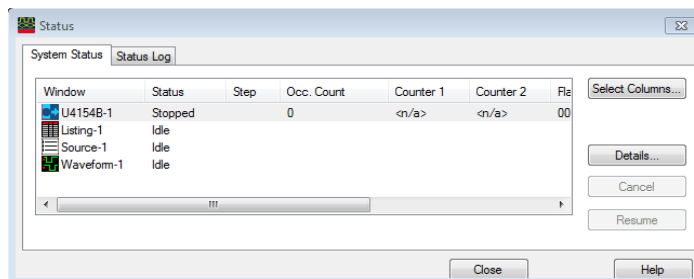 Status
System Status Status Log
Window Status Step Occ. Count Counter 1 Counter 2 Fla
U4154B-1 Stopped 0 <n/a> <n/a> 00
Listing-1 Idle
Source-1 Idle
Waveform-1 Idle
Select Columns...
Details...
Cancel
Resume
Close Help